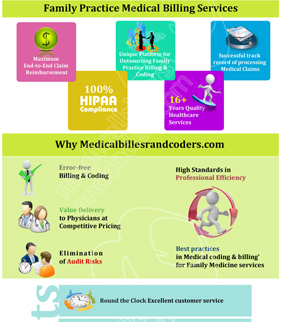 Family Practice Medical Billing Services
Maximum
End-to-End Claim
Reimbursement
Unique Platform for
Outsourcing Family
Practice Billing &
Coding
Successful track
record of processing
Medical Claims
100%
HIPAA
Compliance
16+
Years Quality
Healthcare
Services
Why Medicalbillesrandcoders.com
Error-free
Billing & Coding
High Standards in
Professional Efficiency
Value Delivery
to Physicians at
Competitive Pricing
Elimination
of Audit Risks
Best practices
in Medical coding & billing'
for Family Medicine services
ts
Round the Clock Excellent customer service